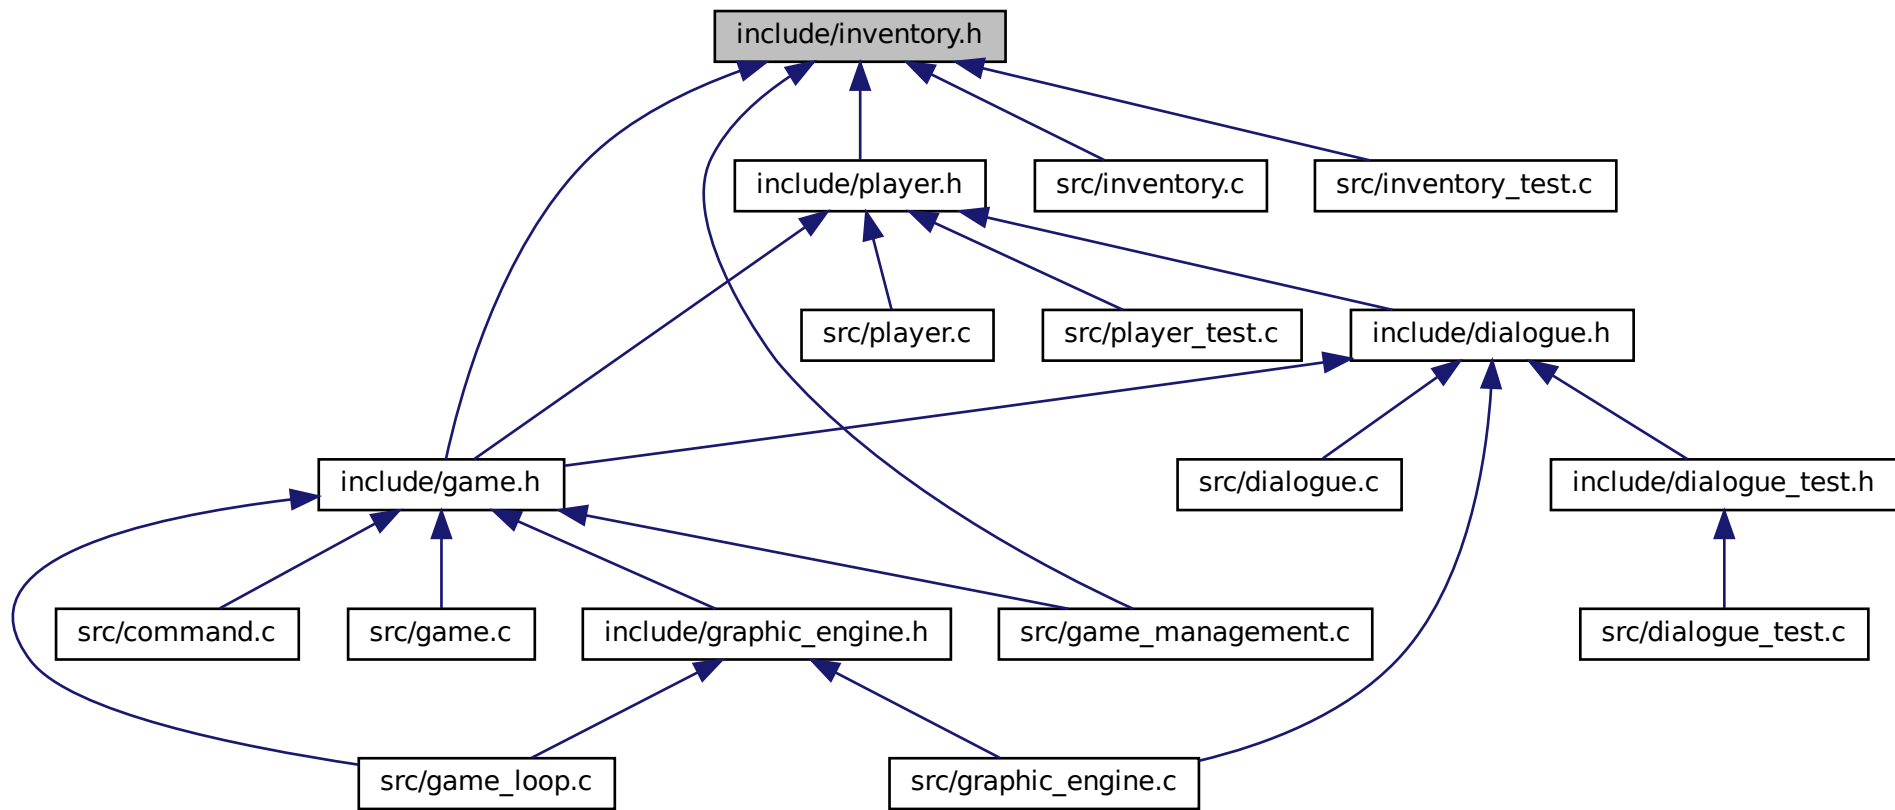 include/inventory.h
include/player.h
src/inventory.c
src/inventory_test.c
src/player.c
src/player_test.c
include/dialogue.h
include/game.h
src/dialogue.c
include/dialogue_test.h
src/command.c
src/game.c
include/graphic_engine.h
src/game_management.c
src/dialogue_test.c
src/game_loop.c
src/graphic_engine.c